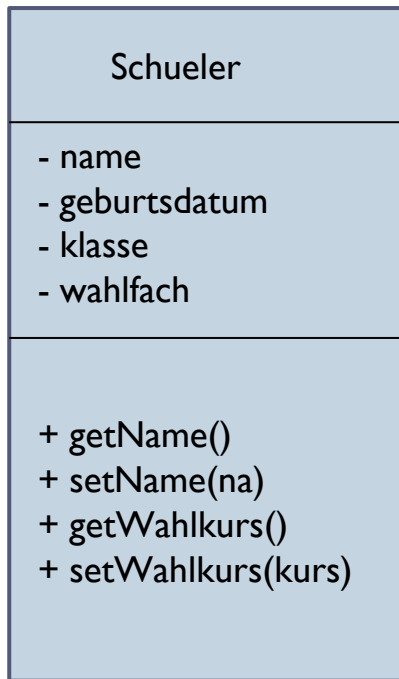 Schueler
- name
- geburtsdatum
- klasse
- wahlfach
+ getName()
+ setName(na)
+ getWahlkurs()
+ setWahlkurs(kurs)